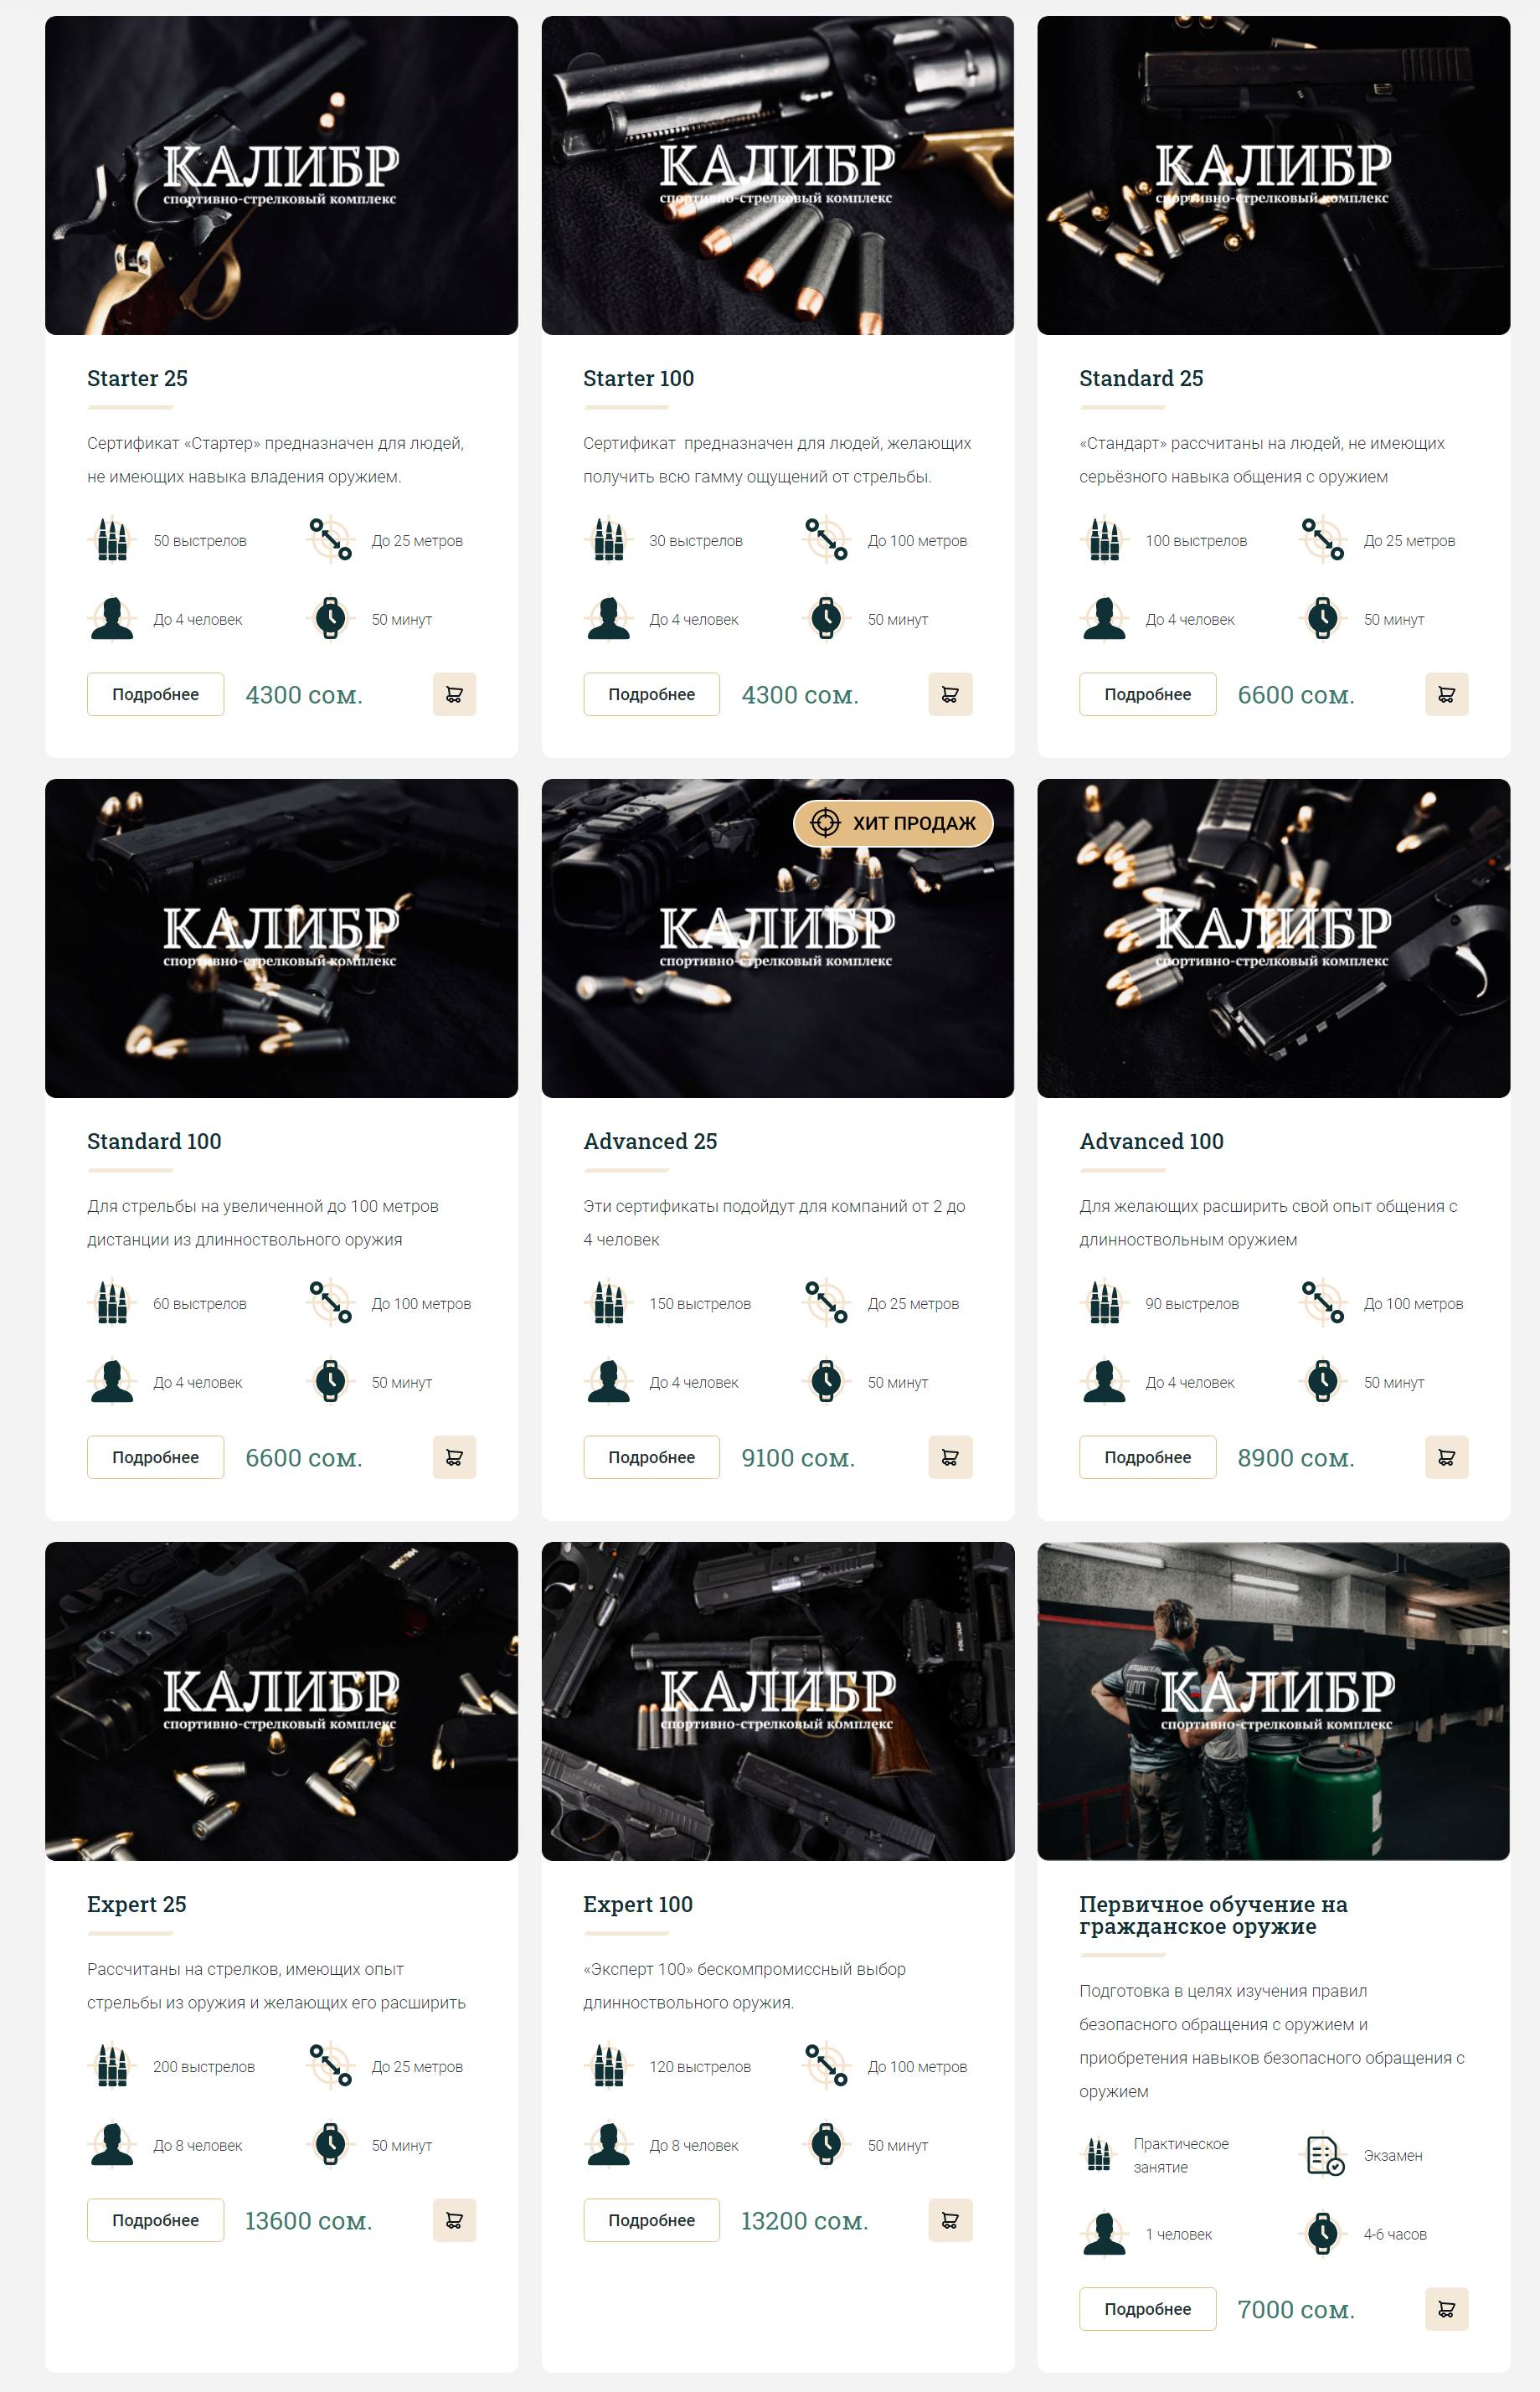 КАЛИБР
спортивно-стрелковый комплекс
Starter 25
Сертификат «Стартер» предназначен для людей,
не имеющих навыка владения оружием.
50 выстрелов
До 25 метров
До 4 человек
50 минут
Подробнее
4300 сом.
КАЛИБР
спортивно-стрелковый комплекс
Starter 100
Сертификат  предназначен для людей, желающих
получить всю гамму ощущений от стрельбы.
30 выстрелов
До 100 метров
До 4 человек
50 минут
Подробнее
4300 сом.
КАЛИБР
спортивно-стрелковый комплекс
Standard 25
«Стандарт» рассчитаны на людей, не имеющих
серьёзного навыка общения с оружием
100 выстрелов
До 25 метров
До 4 человек
50 минут
Подробнее
6600 сом.
КАЛИБР
спортивно-стрелковый комплекс
Standard 100
Для стрельбы на увеличенной до 100 метров
дистанции из длинноствольного оружия
60 выстрелов
До 100 метров
До 4 человек
50 минут
Подробнее
6600 сом.
ХИТ ПРОДАЖ
КАЛИБР
спортивно-стрелковый комплекс
Advanced 25
Эти сертификаты подойдут для компаний от 2 до
4 человек
150 выстрелов
До 25 метров
До 4 человек
50 минут
Подробнее
9100 сом.
КАЛИБР
спортивно-стрелковый комплекс
Advanced 100
Для желающих расширить свой опыт общения с
длинноствольным оружием
90 выстрелов
До 100 метров
До 4 человек
50 минут
Подробнее
8900 сом.
КАЛИБР
спортивно-стрелковый комплекс
Expert 25
Рассчитаны на стрелков, имеющих опыт
стрельбы из оружия и желающих его расширить
200 выстрелов
До 25 метров
До 8 человек
50 минут
Подробнее
13600 сом.
КАЛИБР
спортивно-стрелковый комплекс
Expert 100
«Эксперт 100» бескомпромиссный выбор
длинноствольного оружия.
120 выстрелов
До 100 метров
До 8 человек
50 минут
Подробнее
13200 сом.
ЦПП
КАЛИБР
спортивно-стрелковый комплекс
Первичное обучение на
гражданское оружие
Подготовка в целях изучения правил
безопасного обращения с оружием и
приобретения навыков безопасного обращения с
оружием
Практическое
занятие
Экзамен
1 человек
4-6 часов
Подробнее
7000 сом.